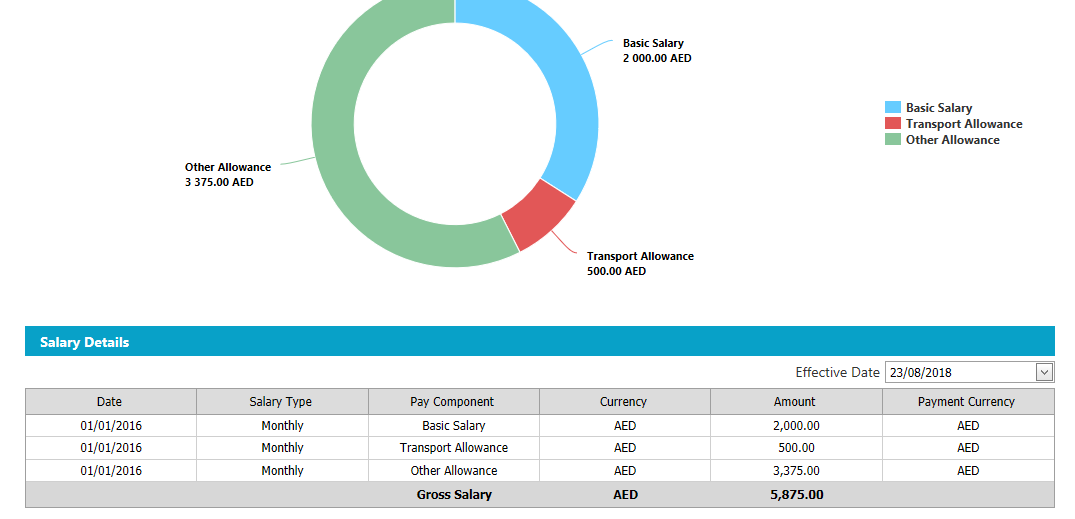 Basic Salary
2 000.00 AED
Basic Salary
Transport Allowance
Other Allowance
Other Allowance
3 375.00 AED
Transport Allowance
500.00 AED
Salary Details
Effective Date 23/08/2018
Date Salary Type Pay Component Currency Amount Payment Currency
01/01/2016 Monthly Basic Salary AED 2,000.00 AED
01/01/2016 Monthly Transport Allowance AED 500.00 AED
01/01/2016 Monthly Other Allowance AED 3,375.00 AED
Gross Salary AED 5,875.00